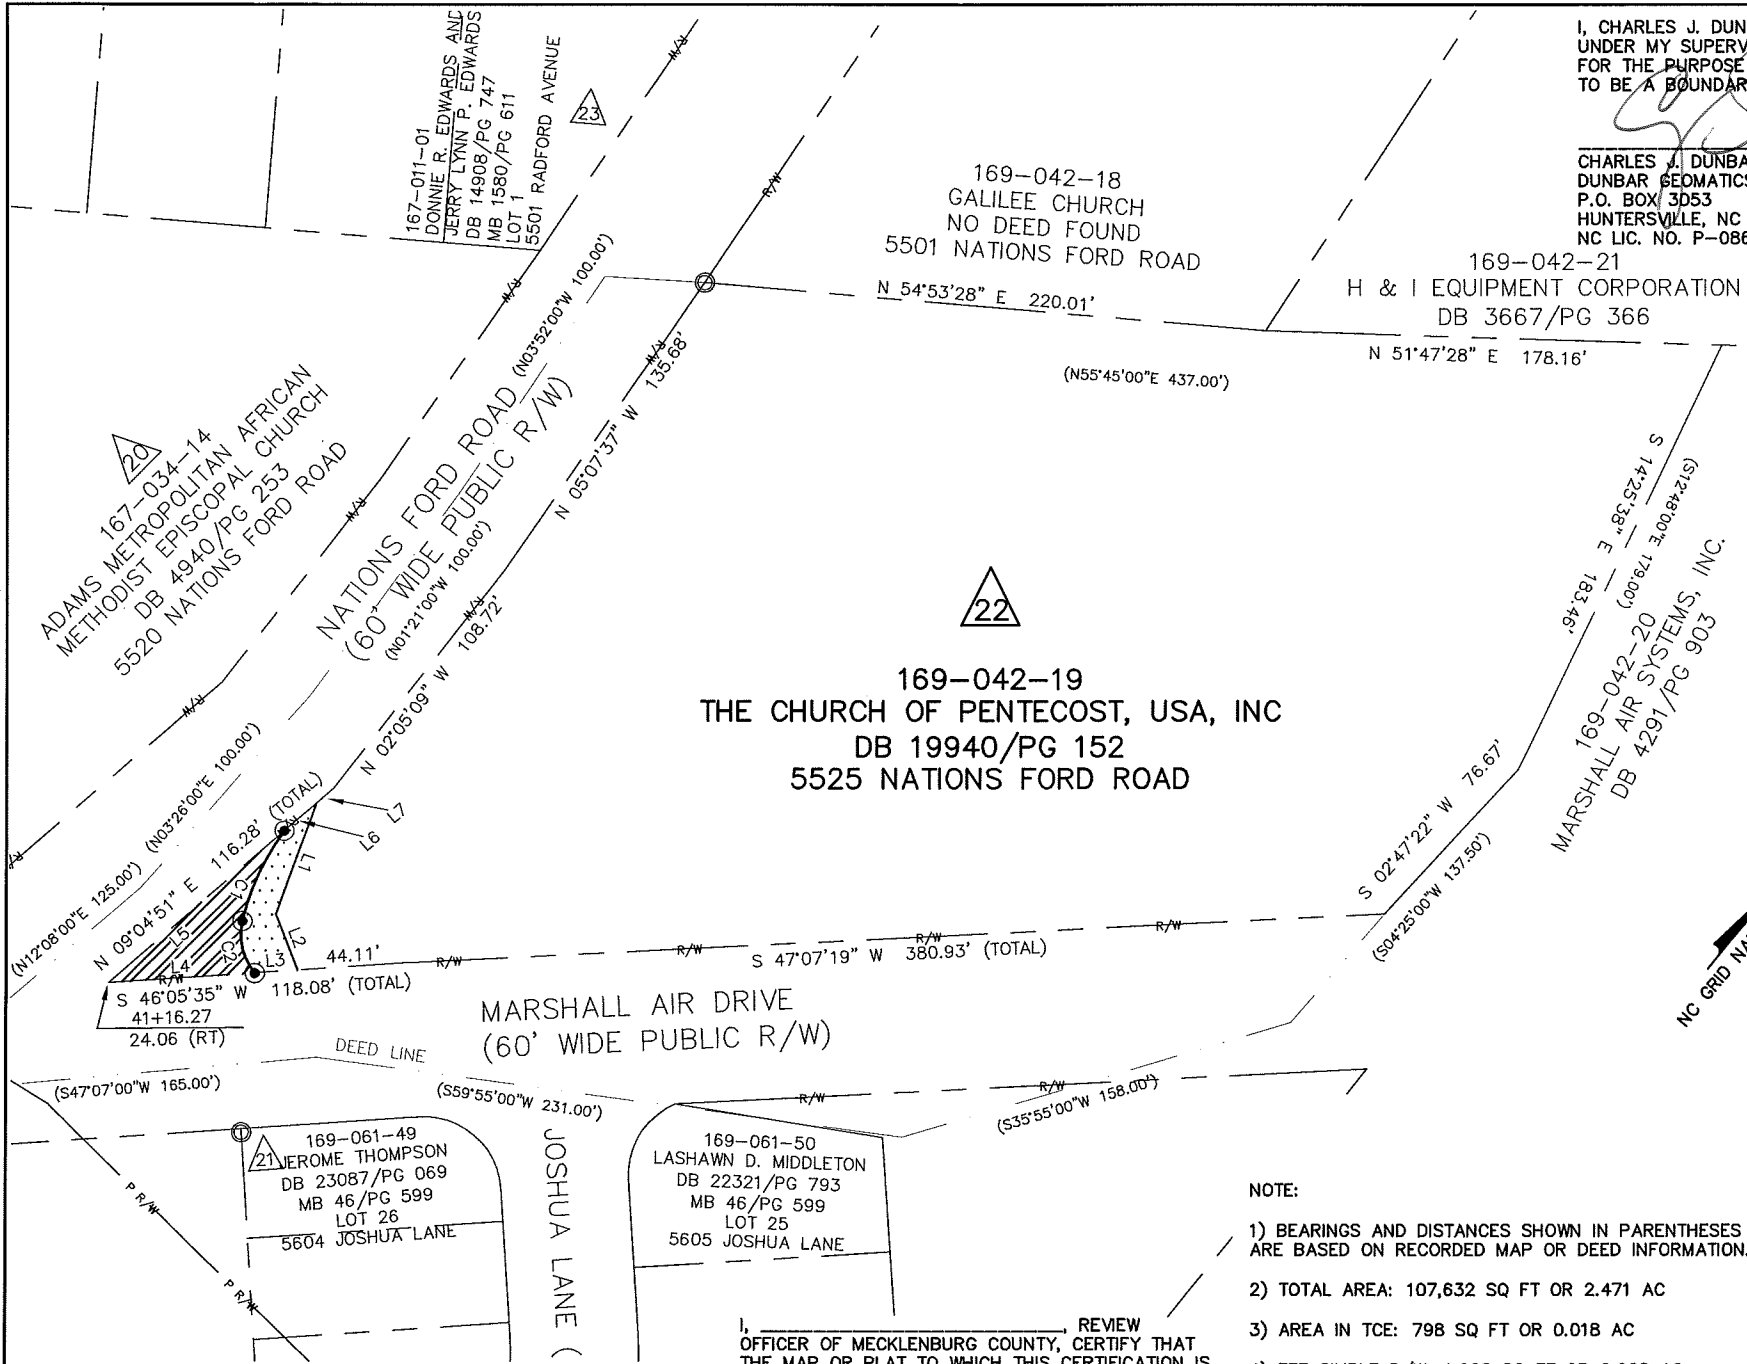 I, CHARLES J. DUN
UNDER MY SUPERV
FOR THE PURPOSE
TO BE A BOUNDAR
CHARLES J. DUNBA
DUNBAR GEOMATICS
P.O. BOX 3D53
HUNTERSVILLE, NC
NC LIC. NO. P-086
167-011-01
DONNIE R. EDWARDS AND
JERRY LYNN P. EDWARDS
DB 14908/PG 747
MB 1580/PG 611
LOT 1
5501 RADFORD AVENUE
23
R/W
R/W
169-042-18
GALILEE CHURCH
NO DEED FOUND
5501 NATIONS FORD ROAD
169-042-21
H & I EQUIPMENT CORPORATION
DB 3667/PG 366
N 54°53'28" E 220.01'
N 51°47'28" E 178.16'
(N55°45'00"E 437.00')
R/W
(N03°52'00"W 100.00')
R/W
N 05°07'37" W 135.68'
20
167-034-14
ADAMS METROPOLITAN AFRICAN
METHODIST EPISCOPAL CHURCH
DB 4940/PG 253
5520 NATIONS FORD ROAD
R/W
NATIONS FORD ROAD
(60' WIDE PUBLIC R/W)
(N01°21'00"W 100.00')
R/W
N 02°05'09" W 108.72'
R/W
S 14°25'38" E 183.46'
(S12°48'00"E 179.00')
169-042-20
MARSHALL AIR SYSTEMS, INC.
DB 4291/PG 903
22
169-042-19
THE CHURCH OF PENTECOST, USA, INC
DB 19940/PG 152
5525 NATIONS FORD ROAD
S 02°47'22" W 76.67'
(S04°25'00"W 137.50')
R/W
(N12°08'00"E 125.00')
(N03°26'00"E 100.00')
N 09°04'51" E 116.28' (TOTAL)
R/W
L7
L6
L1
C1
L5
L2
C2
L4
L3
R/W
44.11'
R/W
R/W
R/W
R/W
S 47°07'19" W 380.93' (TOTAL)
S 46°05'35" W 118.08' (TOTAL)
41+16.27
24.06 (RT)
NC GRID NA
MARSHALL AIR DRIVE
(60' WIDE PUBLIC R/W)
DEED LINE
(S47°07'00"W 165.00')
(S59°55'00"W 231.00')
R/W
R/W
(S35°55'00"W 158.00')
21
169-061-49
JEROME THOMPSON
DB 23087/PG 069
MB 46/PG 599
LOT 26
5604 JOSHUA LANE
P R/W
P R/W
JOSHUA LANE (
169-061-50
LASHAWN D. MIDDLETON
DB 22321/PG 793
MB 46/PG 599
LOT 25
5605 JOSHUA LANE
NOTE:
1) BEARINGS AND DISTANCES SHOWN IN PARENTHESES
ARE BASED ON RECORDED MAP OR DEED INFORMATION.
2) TOTAL AREA: 107,632 SQ FT OR 2.471 AC
3) AREA IN TCE: 798 SQ FT OR 0.018 AC
I, ____________, REVIEW
OFFICER OF MECKLENBURG COUNTY, CERTIFY THAT
THE MAP OR PLAT TO WHICH THIS CERTIFICATION IS